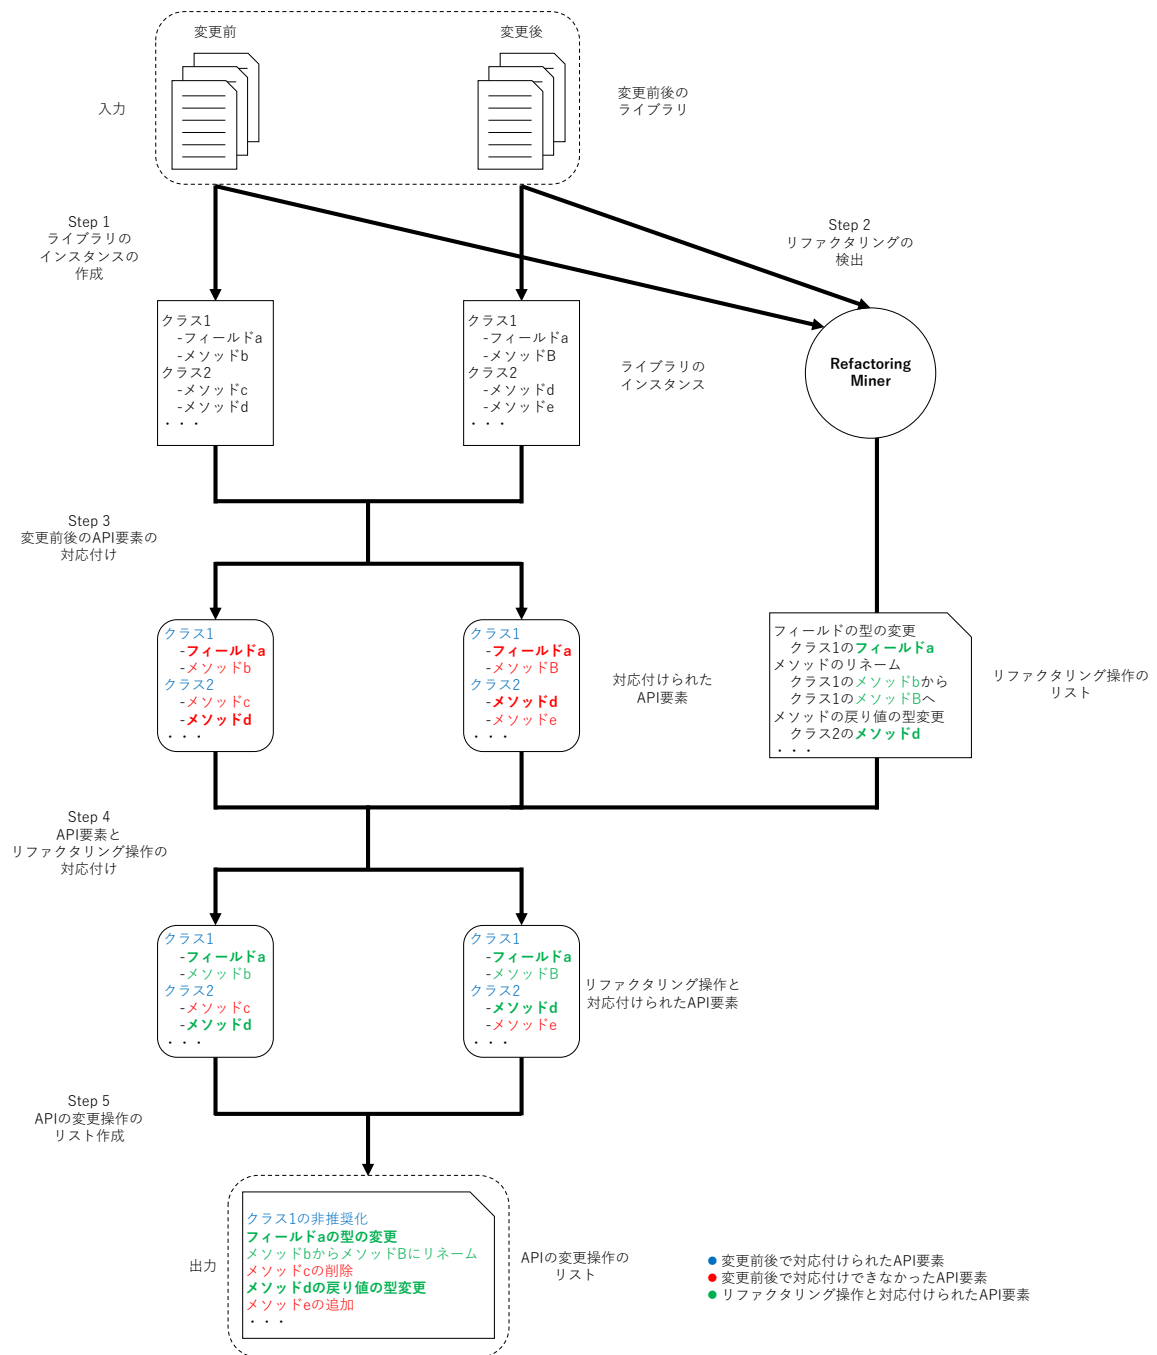 変更前
変更後
入力
変更前後の
ライブラリ
Step 1
ライブラリの
インスタンスの
作成
Step 2
リファクタリングの
検出
クラス1
-フィールドa
-メソッドb
クラス2
-メソッドc
-メソッドd
・・・
クラス1
-フィールドa
-メソッドB
クラス2
-メソッドd
-メソッドe
・・・
ライブラリの
インスタンス
Refactoring
Miner
Step 3
変更前後のAPI要素の
対応付け
クラス1
-フィールドa
-メソッドb
クラス2
-メソッドc
-メソッドd
・・・
クラス1
-フィールドa
-メソッドB
クラス2
-メソッドd
-メソッドe
・・・
対応付けられた
API要素
フィールドの型の変更
クラス1のフィールドa
メソッドのリネーム
クラス1のメソッドbから
クラス1のメソッドBへ
メソッドの戻り値の型変更
クラス2のメソッドd
・・・
リファクタリング操作の
リスト
Step 4
API要素と
リファクタリング操作の
対応付け
クラス1
-フィールドa
-メソッドb
クラス2
-メソッドc
-メソッドd
・・・
クラス1
-フィールドa
-メソッドB
クラス2
-メソッドd
-メソッドe
・・・
リファクタリング操作と
対応付けられたAPI要素
Step 5
APIの変更操作の
リスト作成
出力
クラス1の非推奨化
フィールドaの型の変更
メソッドbからメソッドBにリネーム
メソッドcの削除
メソッドdの戻り値の型変更
メソッドeの追加
・・・
APIの変更操作の
リスト
変更前後で対応付けられたAPI要素
変更前後で対応付けできなかったAPI要素
リファクタリング操作と対応付けられたAPI要素